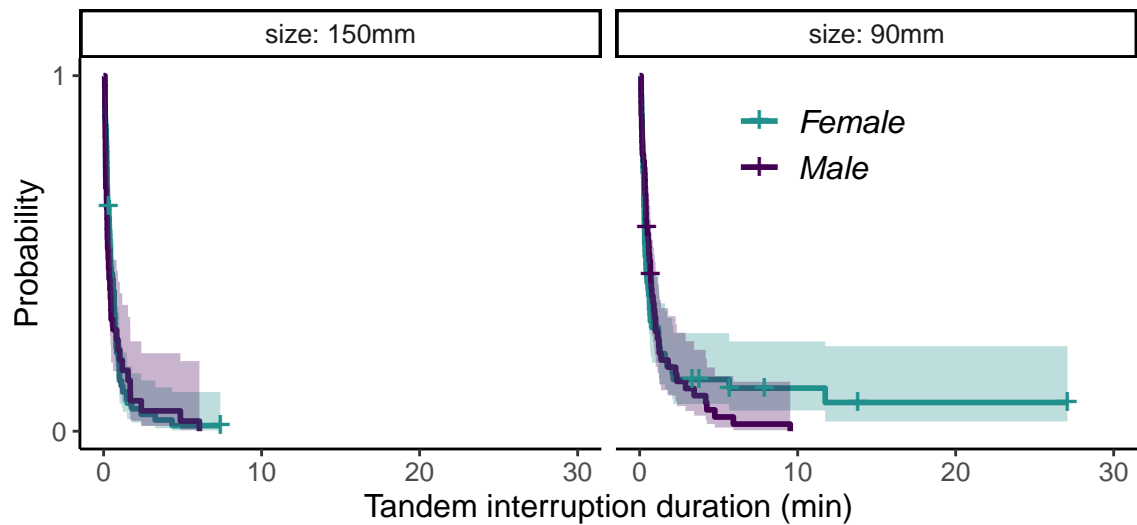 size: 150mm
size: 90mm
Probability
1
0
Female
Male
0 10 20 30
0 10 20 30
Tandem interruption duration (min)